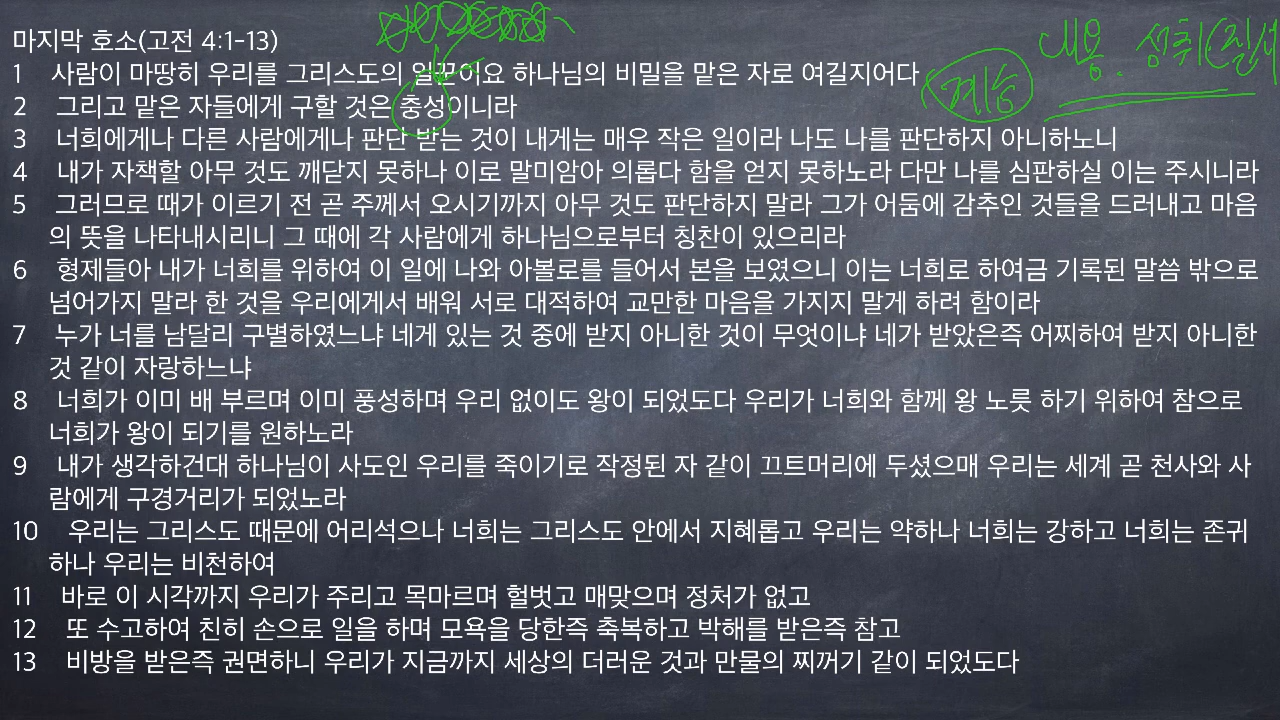 마지막 호소(고전 4:1-13)
내용. 성취(질서
1 사람이 마땅히 우리를 그리스도의 일꾼이요 하나님의 비밀을 맡은 자로 여길지어다
2 그리고 맡은 자들에게 구할 것은 충성이니라
3 너희에게나 다른 사람에게나 판단 받는 것이 내게는 매우 작은 일이라 나도 나를 판단하지 아니하노니
4 내가 자책할 아무 것도 깨닫지 못하나 이로 말미암아 의롭다 함을 얻지 못하노라 다만 나를 심판하실 이는 주시니라
5 그러므로 때가 이르기 전 곧 주께서 오시기까지 아무 것도 판단하지 말라 그가 어둠에 감추인 것들을 드러내고 마음
의 뜻을 나타내시리니 그 때에 각 사람에게 하나님으로부터 칭찬이 있으리라
6 형제들아 내가 너희를 위하여 이 일에 나와 아볼로를 들어서 본을 보였으니 이는 너희로 하여금 기록된 말씀 밖으로
넘어가지 말라 한 것을 우리에게서 배워 서로 대적하여 교만한 마음을 가지지 말게 하려 함이라
7 누가 너를 남달리 구별하였느냐 네게 있는 것 중에 받지 아니한 것이 무엇이냐 네가 받았은즉 어찌하여 받지 아니한
것 같이 자랑하느냐
8 너희가 이미 배 부르며 이미 풍성하며 우리 없이도 왕이 되었도다 우리가 너희와 함께 왕 노릇 하기 위하여 참으로
너희가 왕이 되기를 원하노라
9 내가 생각하건대 하나님이 사도인 우리를 죽이기로 작정된 자 같이 끄트머리에 두셨으매 우리는 세계 곧 천사와 사
람에게 구경거리가 되었노라
10 우리는 그리스도 때문에 어리석으나 너희는 그리스도 안에서 지혜롭고 우리는 약하나 너희는 강하고 너희는 존귀
하나 우리는 비천하여
11 바로 이 시각까지 우리가 주리고 목마르며 헐벗고 매맞으며 정처가 없고
12 또 수고하여 친히 손으로 일을 하며 모욕을 당한즉 축복하고 박해를 받은즉 참고
13 비방을 받은즉 권면하니 우리가 지금까지 세상의 더러운 것과 만물의 찌꺼기 같이 되었도다